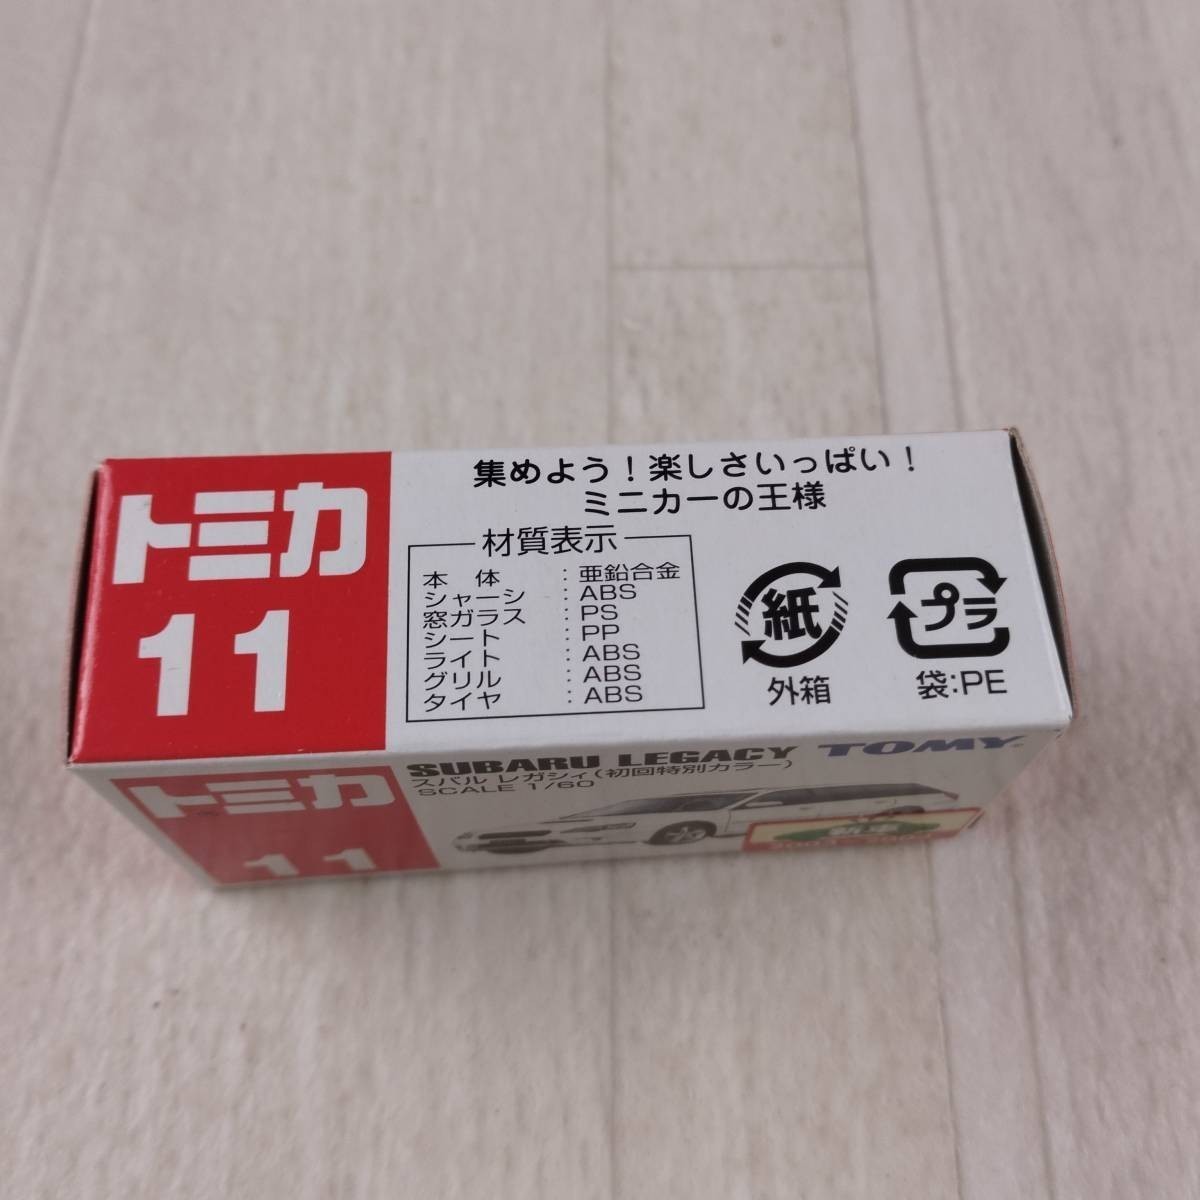 トミカ
11
集めよう!楽しさいっぱい!
ミニカーの王様
材質表示
本 体 : 亜鉛合金
シャーシ : ABS
窓ガラス : PS
シート : PP
ライト : ABS
グリル : ABS
タイヤ : ABS
紙
外箱
プラ
袋:PE
トミカ®
11
SUBARU LEGACY
スバル レガシィ(初回特別カラー)
SCALE 1/60
TOMY
新車